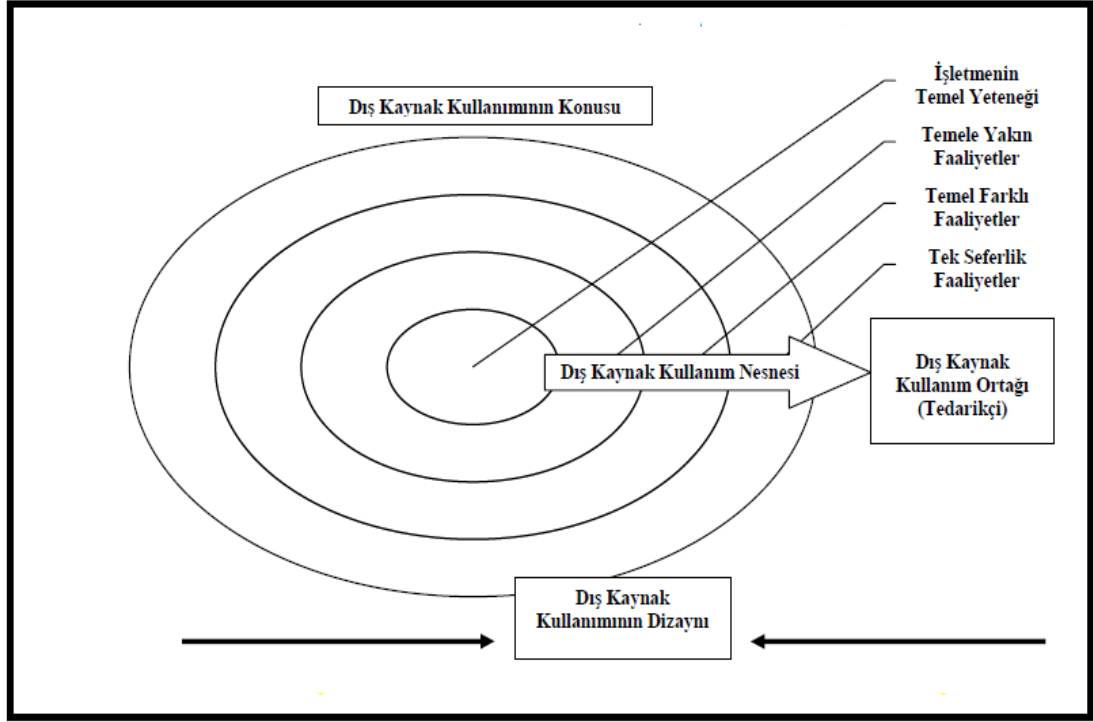 Dış Kaynak Kullanımının Konusu
İşletmenin
Temel Yeteneği
Temele Yakın
Faaliyetler
Temel Farklı
Faaliyetler
Tek Seferlik
Faaliyetler
Dış Kaynak Kullanım Nesnesi
Dış Kaynak
Kullanım Ortağı
(Tedarikçi)
Dış Kaynak
Kullanımının Dizaynı